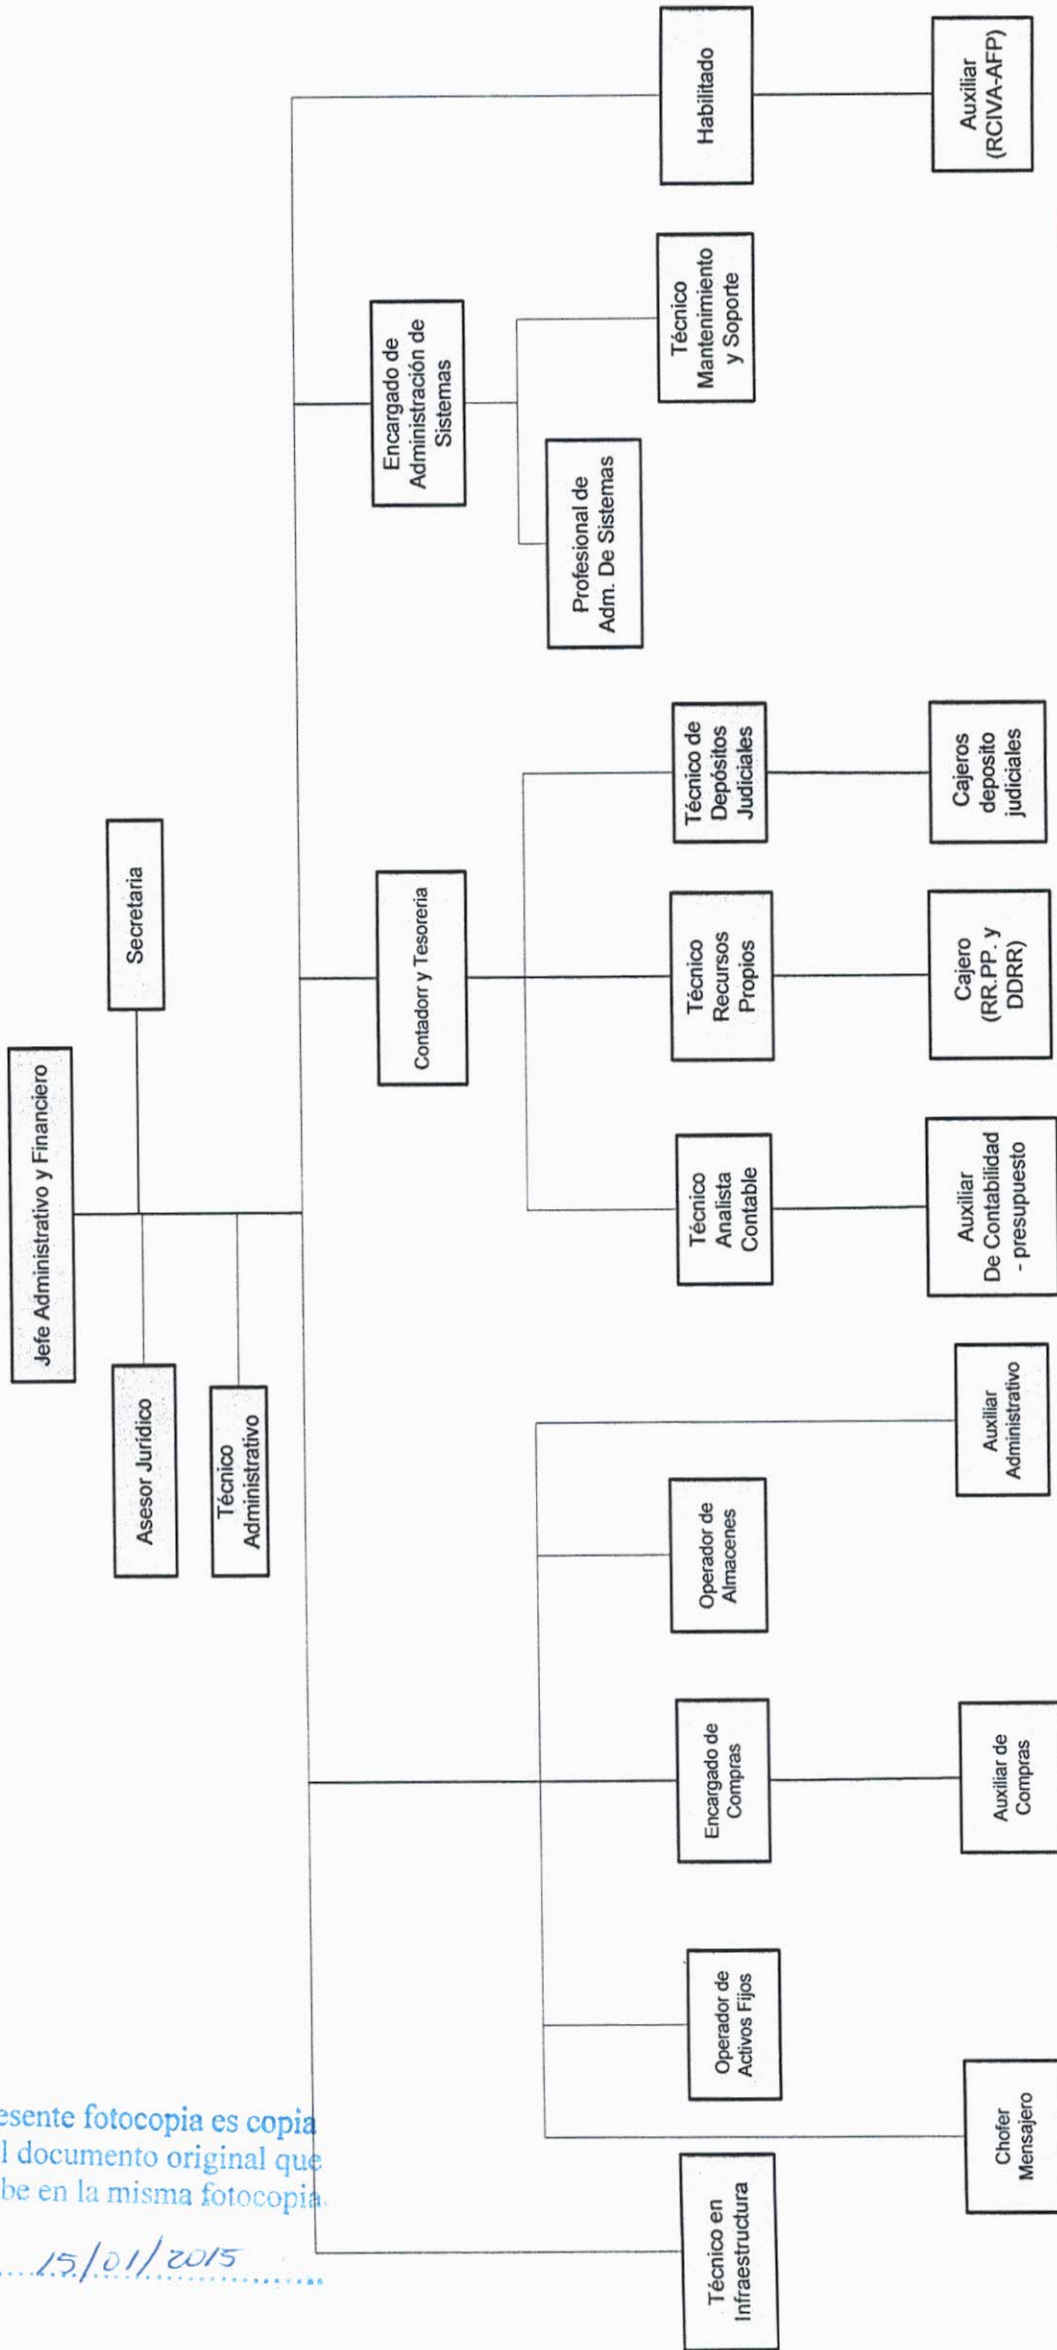 Jefe Administrativo y Financiero
Secretaria
Asesor Jurídico
Técnico
Administrativo
Contadorr y Tesoreria
Encargado de
Administración de
Sistemas
Profesional de
Adm. De Sistemas
Técnico en
Infraestructura
Operador de
Activos Fijos
Encargado de
Compras
Operador de
Almacenes
Técnico
Analista
Contable
Técnico
Recursos
Propios
Técnico de
Depósitos
Judiciales
Técnico
Mantenimiento
y Soporte
Habilitado
Chofer
Mensajero
Auxiliar de
Compras
Auxiliar
Administrativo
Auxiliar
De Contabilidad
- presupuesto
Cajero
(RR.PP. y
DDRR)
Cajeros
deposito
judiciales
Auxiliar
(RCIVA-AFP)
esente fotocopia es copia
l documento original que
be en la misma fotocopia.
15/01/2015